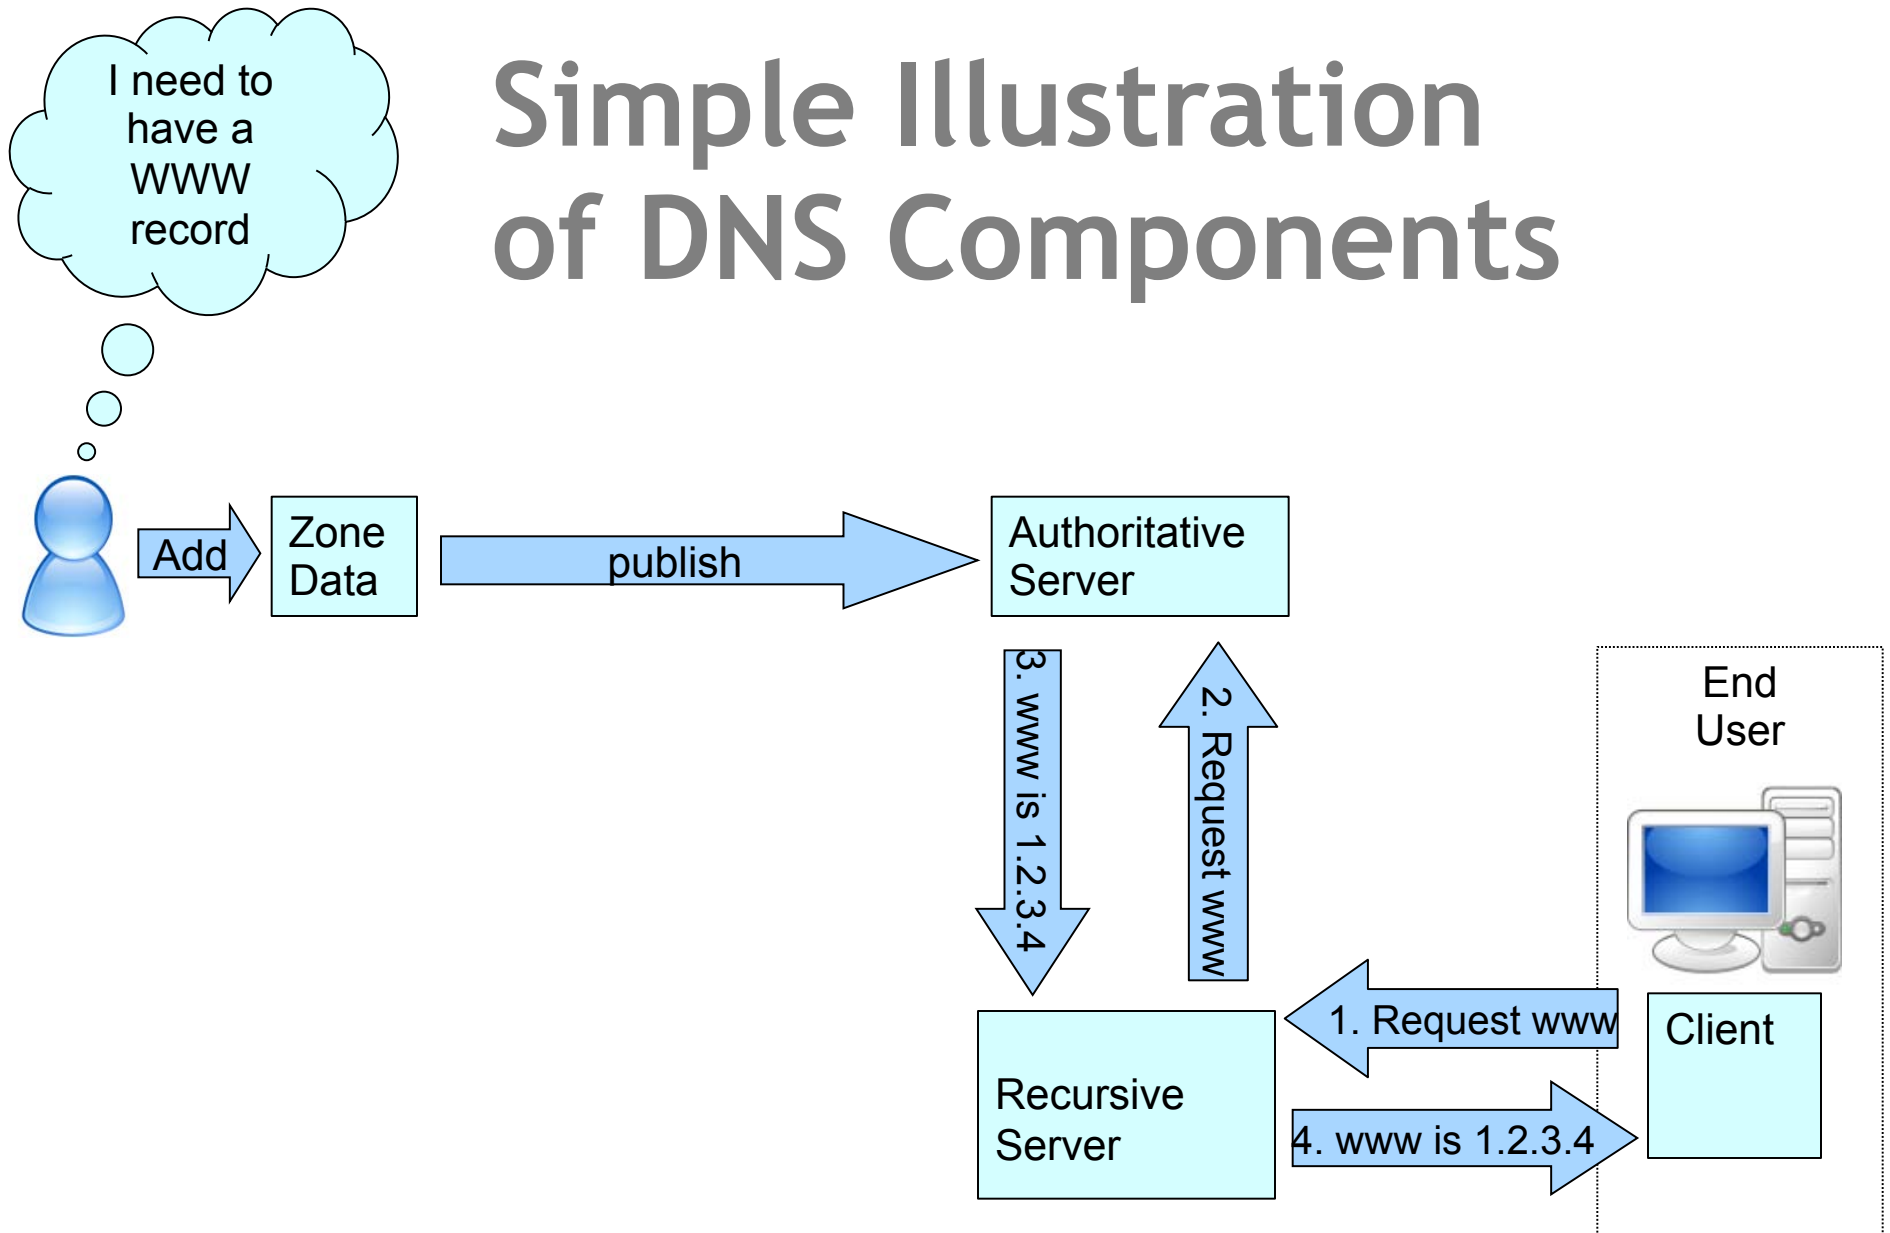 I need to
have a
WWW
record
Simple Illustration
of DNS Components
Add
Zone
Data
publish
Authoritative
Server
3. www is 1.2.3.4
2. Request www
End
User
1. Request www
Client
Recursive
Server
4. www is 1.2.3.4